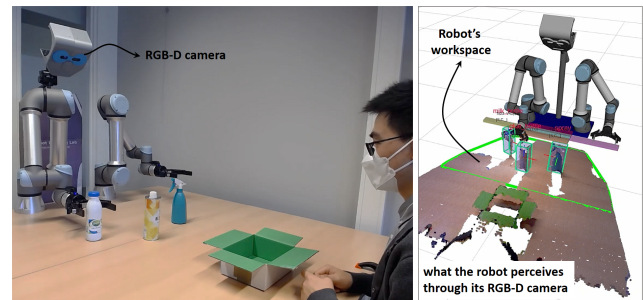 RGB-D camera
Robot's
workspace
what the robot perceives
through its RGB-D camera